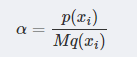 α = p(xᵢ) / Mq(xᵢ)